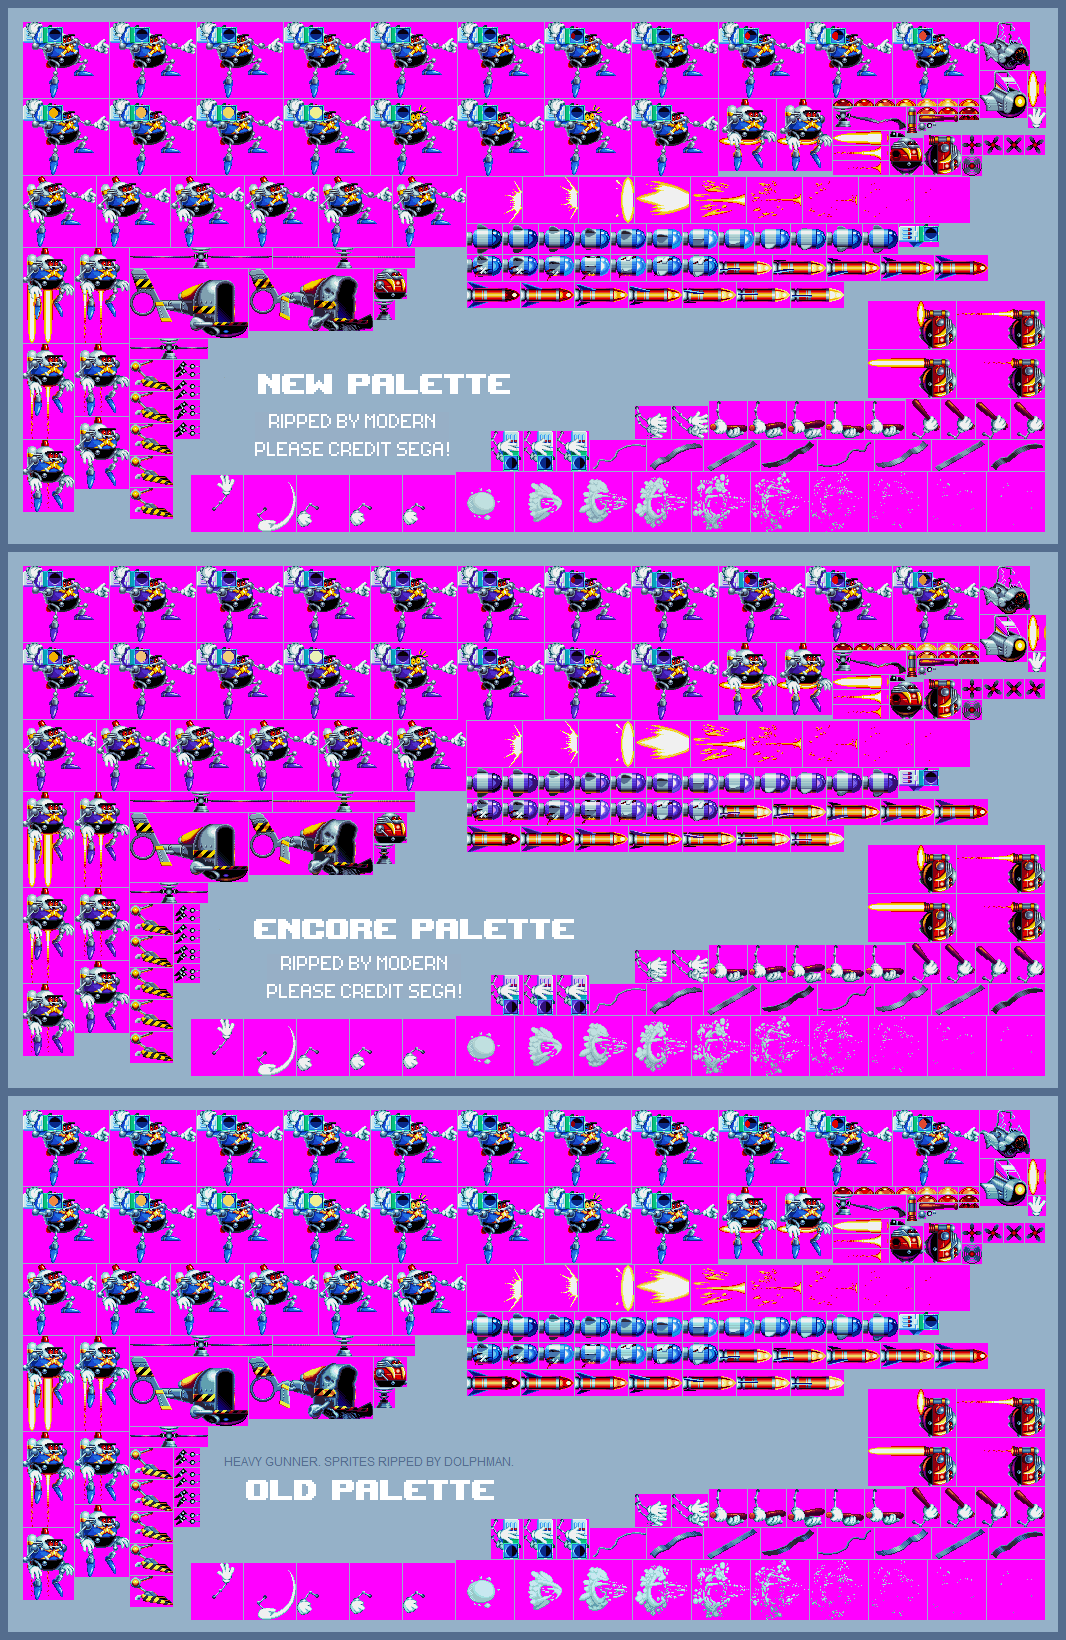 NEW PALETTE
RIPPED BY MODERN
PLEASE CREDIT SEGA!
ENCORE PALETTE
RIPPED BY MODERN
PLEASE CREDIT SEGA!
HEAVY GUNNER. SPRITES RIPPED BY DOLPHMAN.
OLD PALETTE